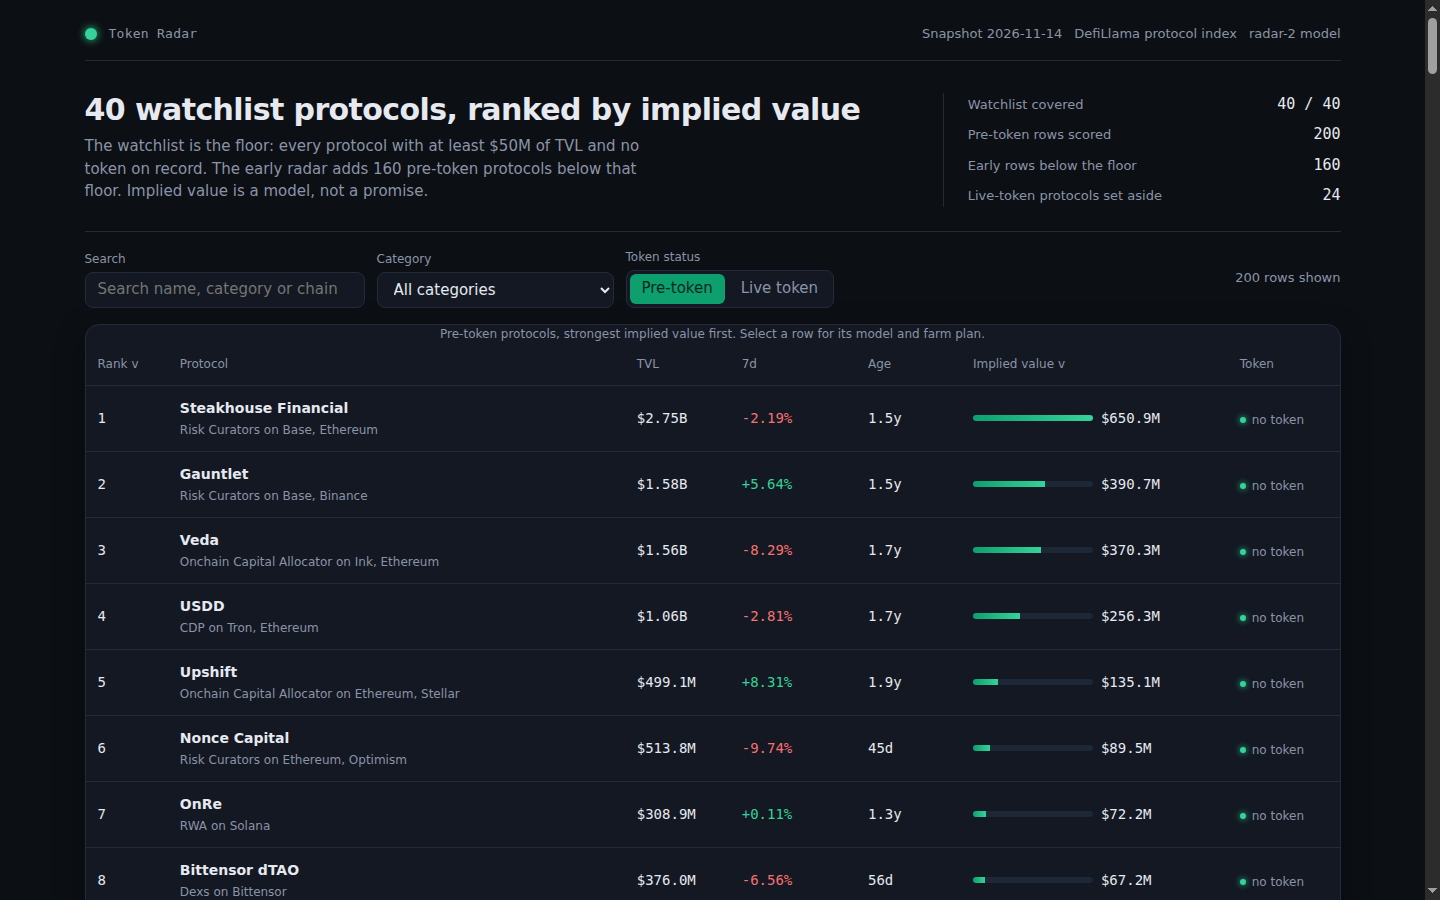 Token Radar
Snapshot 2026-11-14 DefiLlama protocol index radar-2 model
40 watchlist protocols, ranked by implied value
The watchlist is the floor: every protocol with at least $50M of TVL and no
token on record. The early radar adds 160 pre-token protocols below that
floor. Implied value is a model, not a promise.
Watchlist covered 40 / 40
Pre-token rows scored 200
Early rows below the floor 160
Live-token protocols set aside 24
Search
Category
Token status
Search name, category or chain
All categories
Pre-token Live token
200 rows shown
Pre-token protocols, strongest implied value first. Select a row for its model and farm plan.
Rank v Protocol TVL 7d Age Implied value v Token
1 Steakhouse Financial $2.75B -2.19% 1.5y $650.9M no token
Risk Curators on Base, Ethereum
2 Gauntlet $1.58B +5.64% 1.5y $390.7M no token
Risk Curators on Base, Binance
3 Veda $1.56B -8.29% 1.7y $370.3M no token
Onchain Capital Allocator on Ink, Ethereum
4 USDD $1.06B -2.81% 1.7y $256.3M no token
CDP on Tron, Ethereum
5 Upshift $499.1M +8.31% 1.9y $135.1M no token
Onchain Capital Allocator on Ethereum, Stellar
6 Nonce Capital $513.8M -9.74% 45d $89.5M no token
Risk Curators on Ethereum, Optimism
7 OnRe $308.9M +0.11% 1.3y $72.2M no token
RWA on Solana
8 Bittensor dTAO $376.0M -6.56% 56d $67.2M no token
Dexs on Bittensor